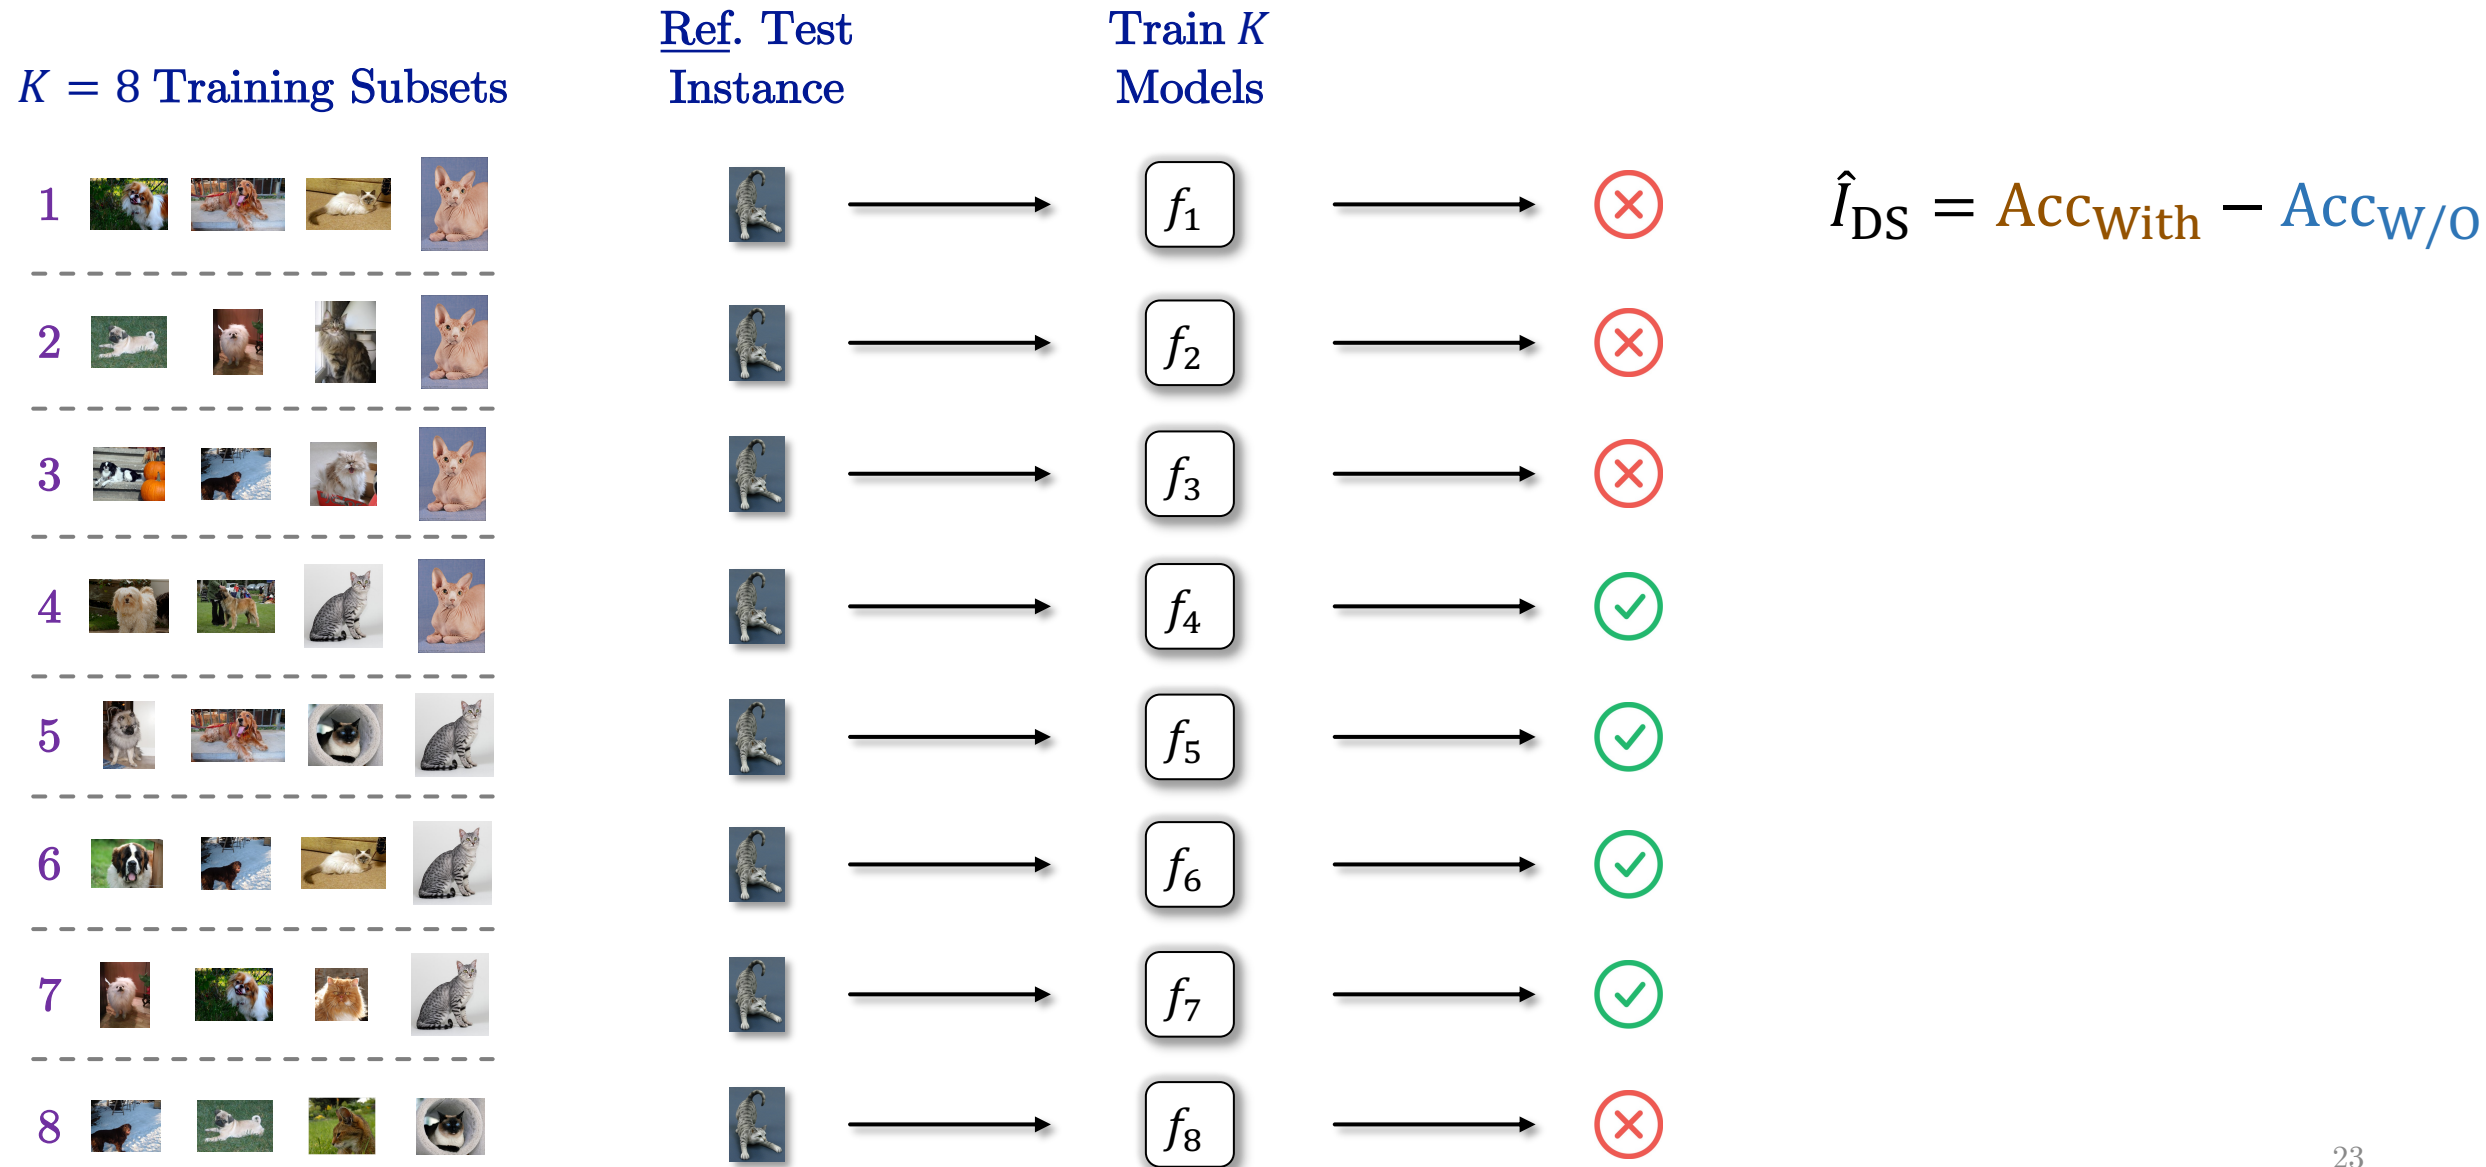 K = 8 Training Subsets
Ref. Test
Instance
Train K
Models
1
f₁
Î_DS = Acc_With − Acc_W/O
2
f₂
3
f₃
4
f₄
5
f₅
6
f₆
7
f₇
8
f₈
23